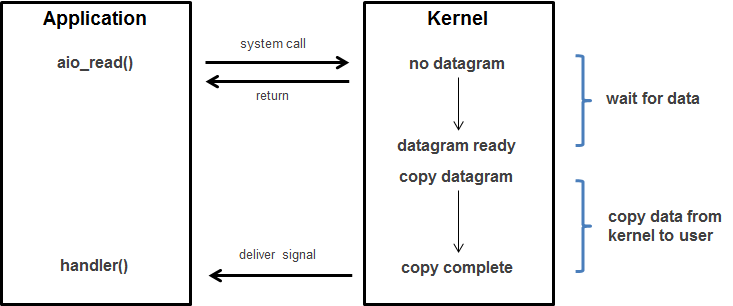 Application
Kernel
aio_read()
system call
no datagram
return
wait for data
datagram ready
copy datagram
copy data from
kernel to user
handler()
deliver signal
copy complete